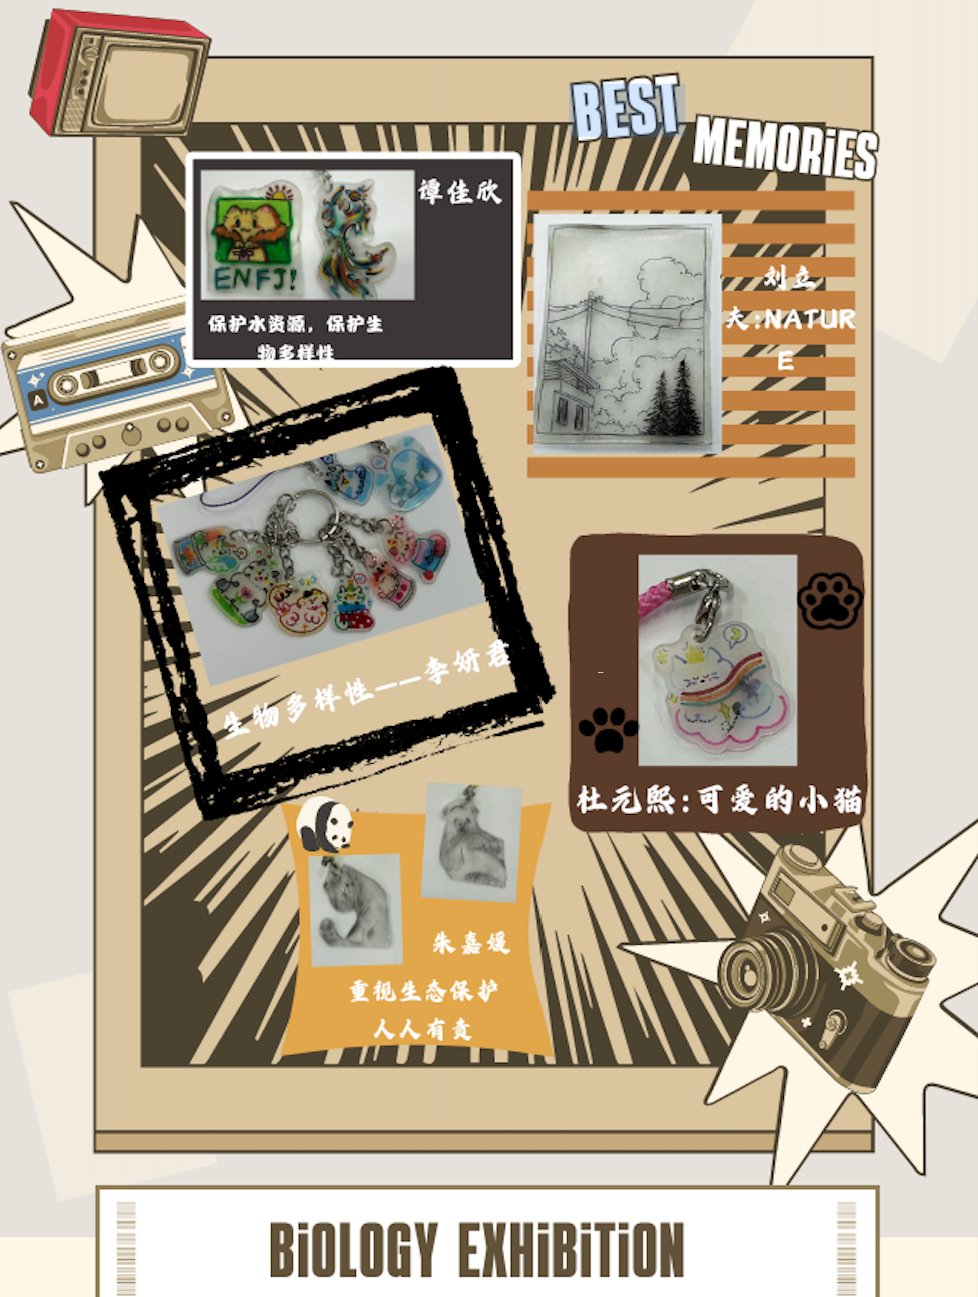 BEST
MEMORiES
谭佳欣
ENFJ!
保护水资源，保护生
物多样性
刘立
夫:NATUR
E
A
生物多样性——李妍君
杜元熙:可爱的小猫
朱嘉媛
重视生态保护
人人有责
BiOLOGY EXHiBiTiON